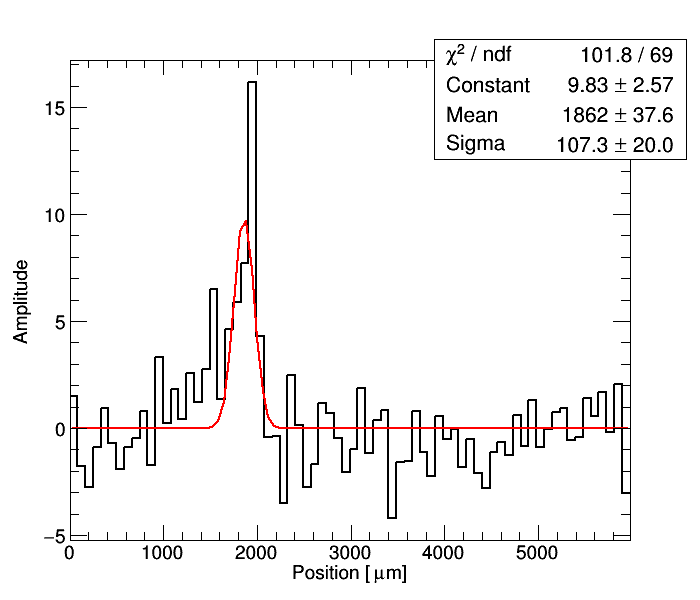 χ² / ndf 101.8 / 69
Constant 9.83 ± 2.57
Mean 1862 ± 37.6
Sigma 107.3 ± 20.0
15
10
5
0
−5
Amplitude
0 1000 2000 3000 4000 5000
Position [ μm]